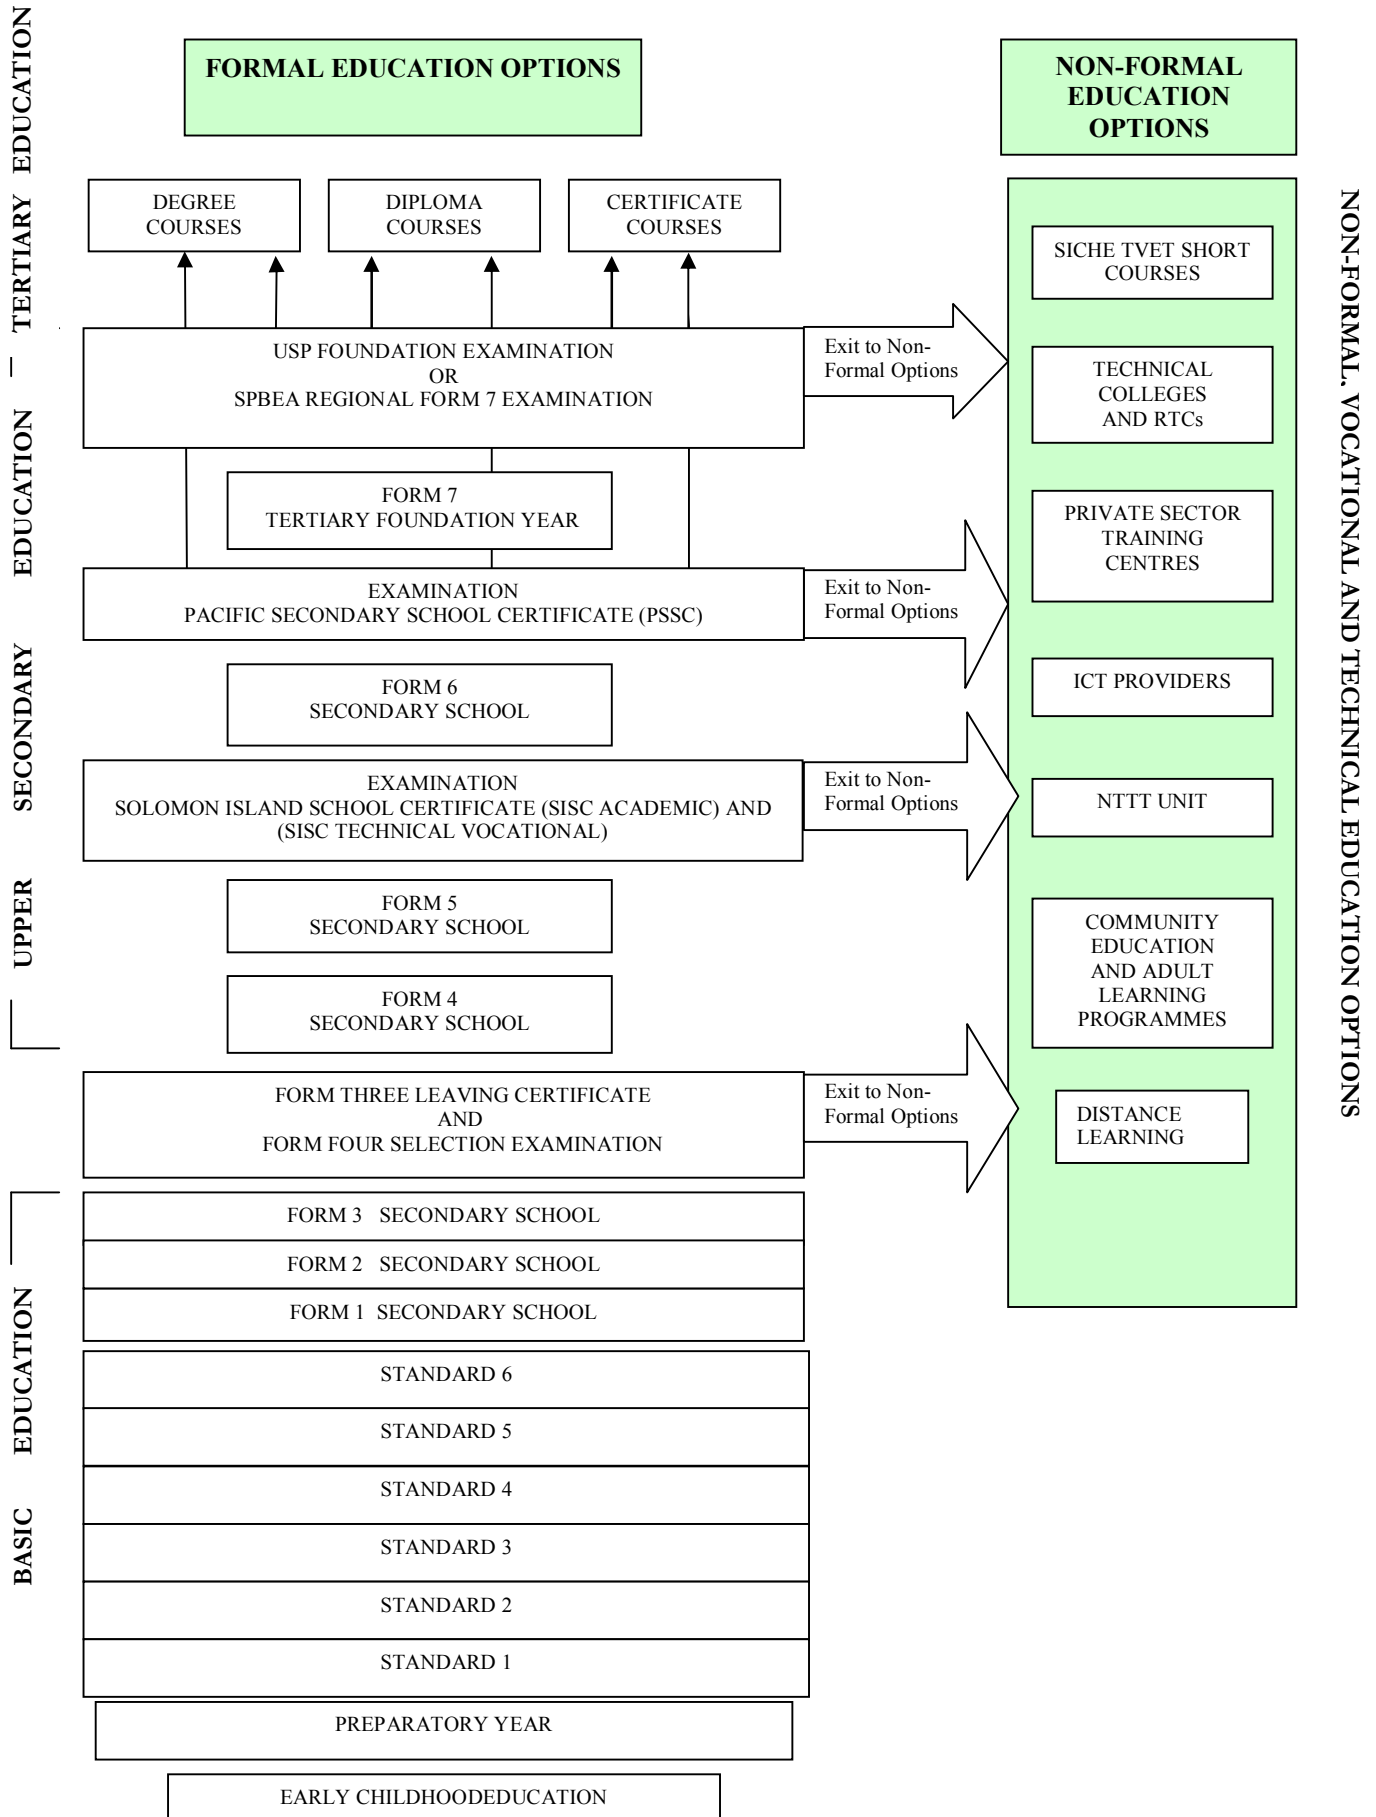 FORMAL EDUCATION OPTIONS
NON-FORMAL
EDUCATION
OPTIONS
TERTIARY EDUCATION
DEGREE
COURSES
DIPLOMA
COURSES
CERTIFICATE
COURSES
USP FOUNDATION EXAMINATION
OR
SPBEA REGIONAL FORM 7 EXAMINATION
Exit to Non-
Formal Options
UPPER SECONDARY EDUCATION
FORM 7
TERTIARY FOUNDATION YEAR
EXAMINATION
PACIFIC SECONDARY SCHOOL CERTIFICATE (PSSC)
Exit to Non-
Formal Options
FORM 6
SECONDARY SCHOOL
EXAMINATION
SOLOMON ISLAND SCHOOL CERTIFICATE (SISC ACADEMIC) AND
(SISC TECHNICAL VOCATIONAL)
Exit to Non-
Formal Options
FORM 5
SECONDARY SCHOOL
FORM 4
SECONDARY SCHOOL
FORM THREE LEAVING CERTIFICATE
AND
FORM FOUR SELECTION EXAMINATION
Exit to Non-
Formal Options
BASIC EDUCATION
FORM 3 SECONDARY SCHOOL
FORM 2 SECONDARY SCHOOL
FORM 1 SECONDARY SCHOOL
STANDARD 6
STANDARD 5
STANDARD 4
STANDARD 3
STANDARD 2
STANDARD 1
PREPARATORY YEAR
EARLY CHILDHOODEDUCATION
SICHE TVET SHORT
COURSES
TECHNICAL
COLLEGES
AND RTCs
PRIVATE SECTOR
TRAINING
CENTRES
ICT PROVIDERS
NTTT UNIT
COMMUNITY
EDUCATION
AND ADULT
LEARNING
PROGRAMMES
DISTANCE
LEARNING
NON-FORMAL, VOCATIONAL AND TECHNICAL EDUCATION OPTIONS